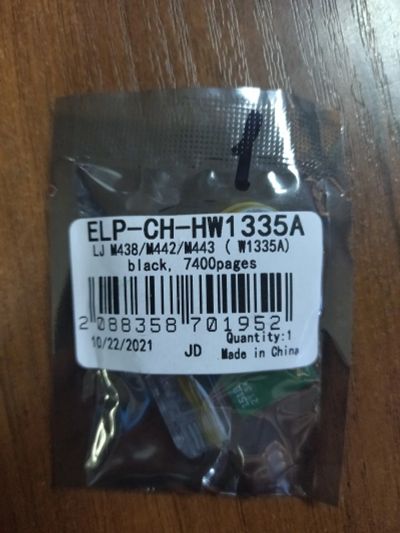 1
ELP-CH-HW1335A
LJ M438/M442/M443 ( W1335A)
black, 7400pages
2 088358 701952
Quantity:1
10/22/2021 JD Made in China